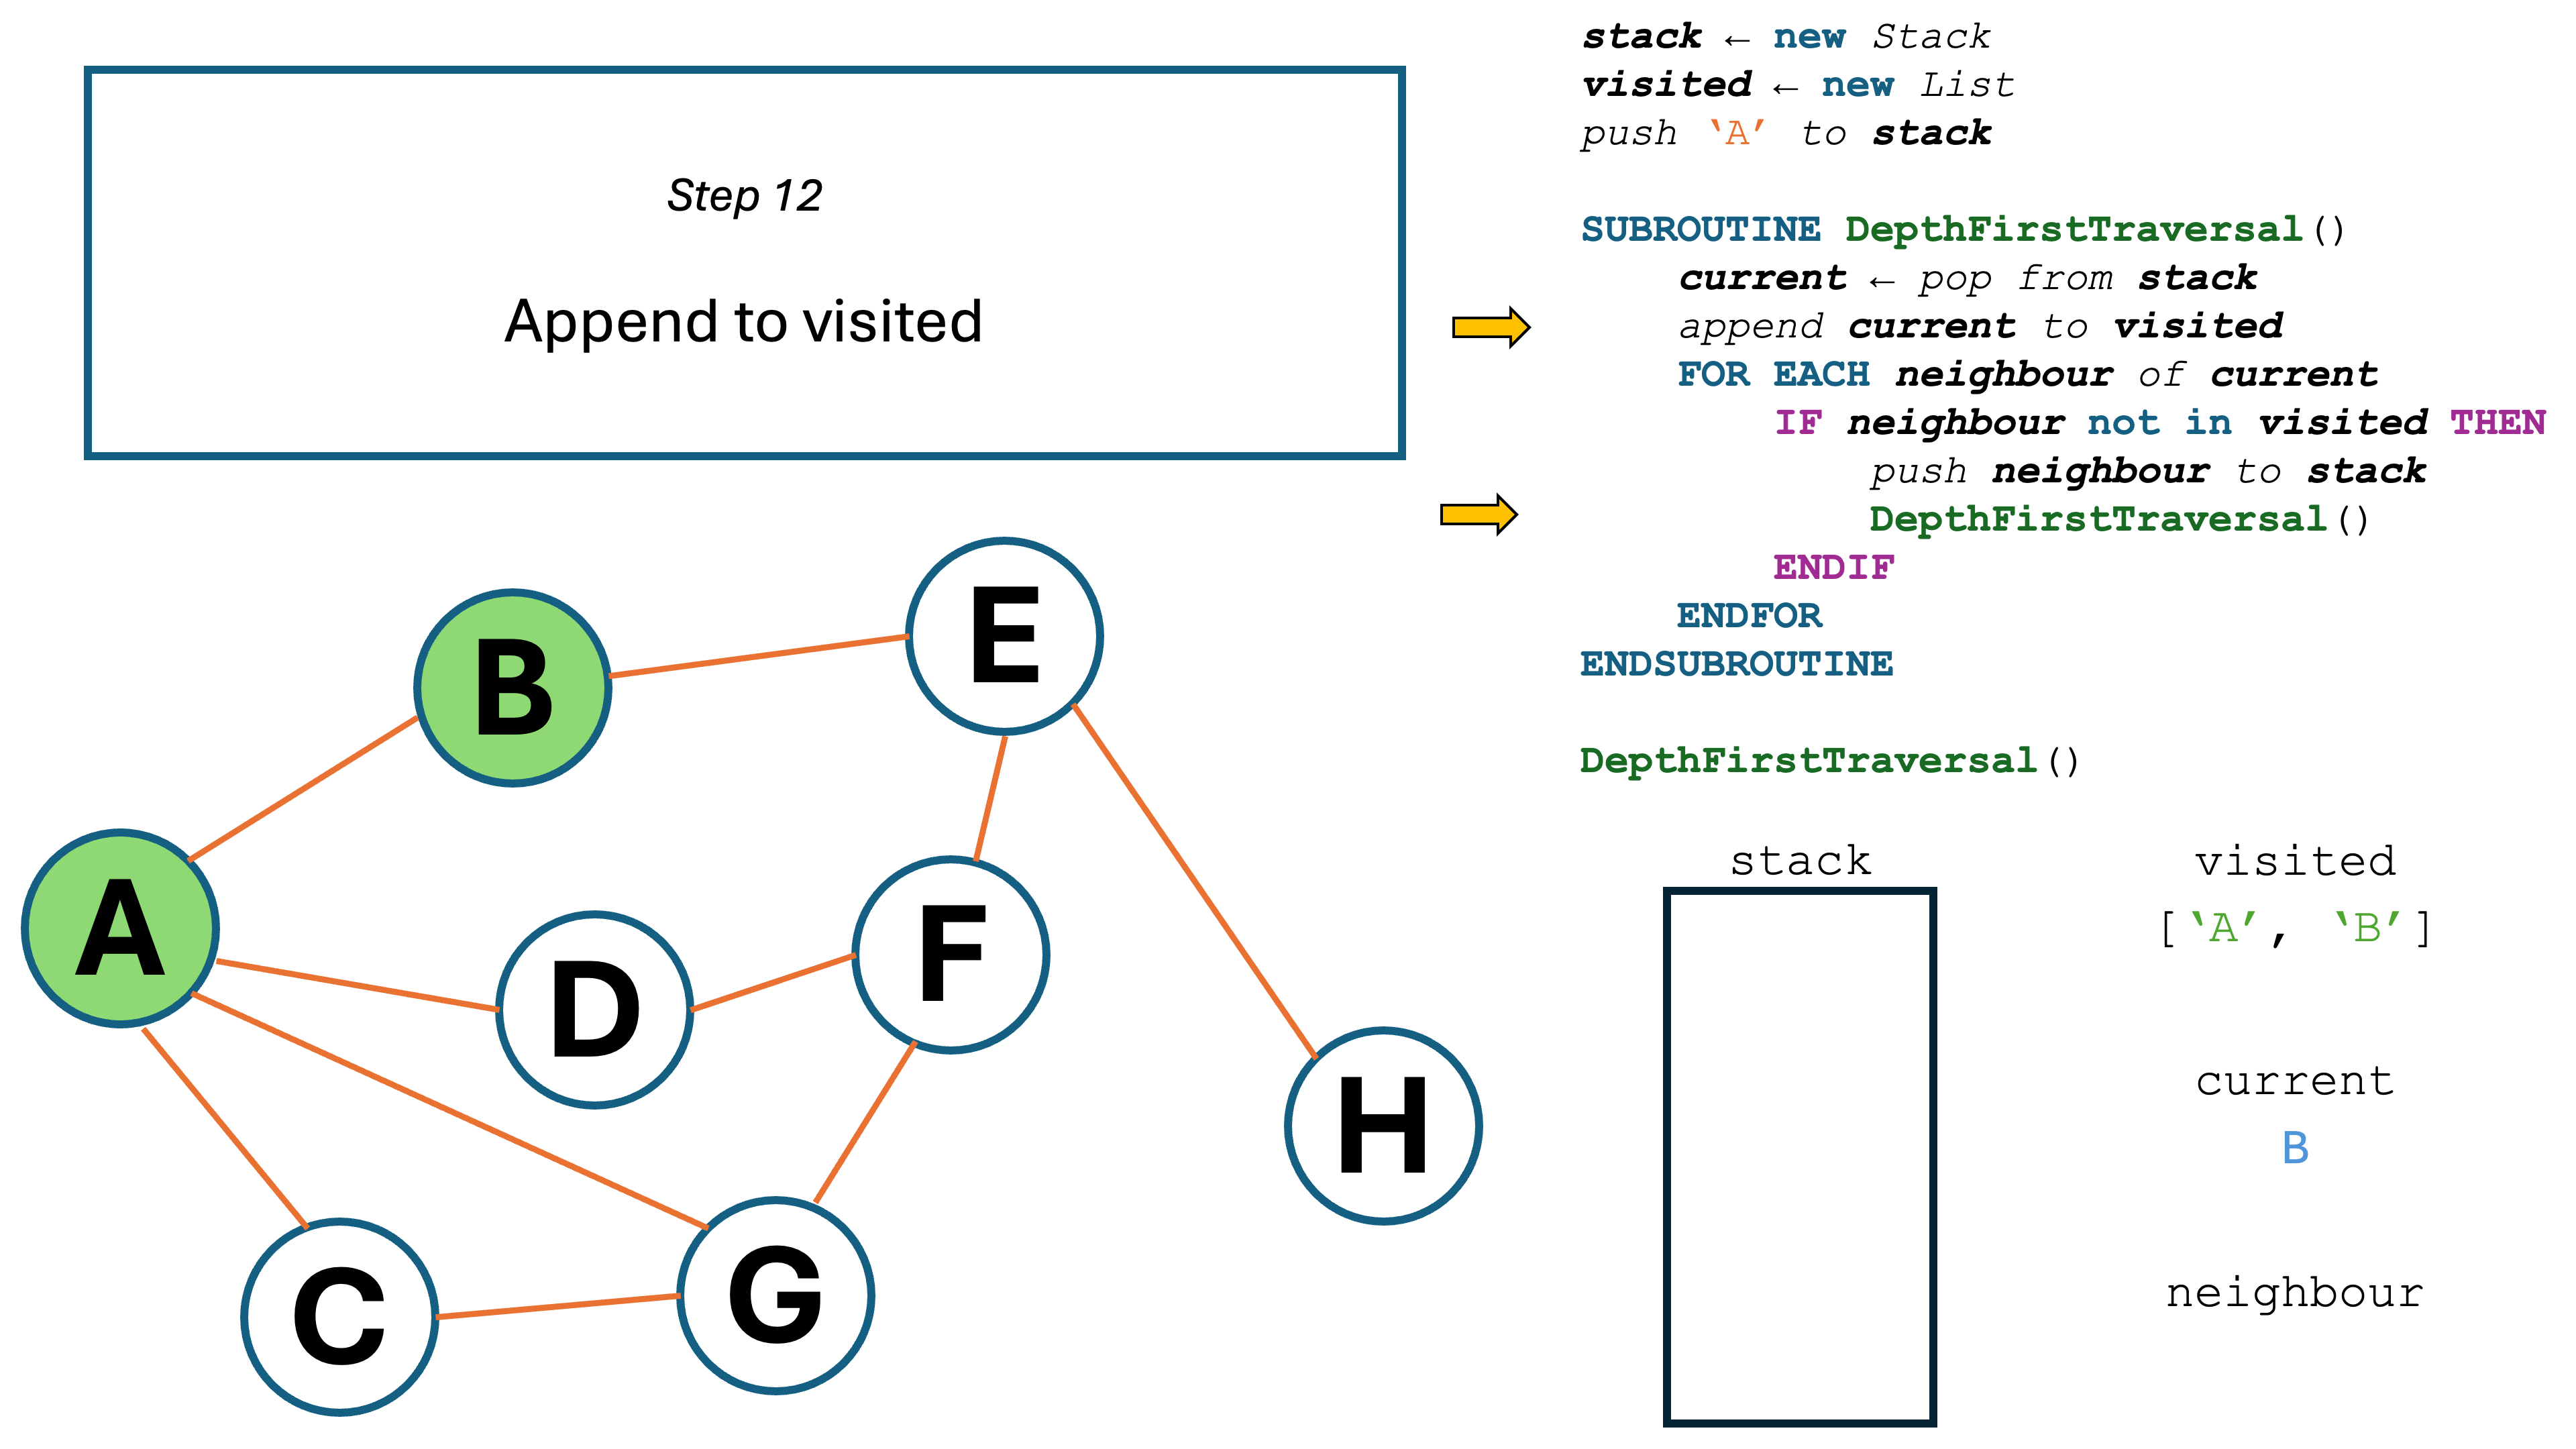 Step 12
Append to visited
stack ← new Stack
visited ← new List
push ‘A’ to stack
SUBROUTINE DepthFirstTraversal()
current ← pop from stack
append current to visited
FOR EACH neighbour of current
IF neighbour not in visited THEN
push neighbour to stack
DepthFirstTraversal()
ENDIF
ENDFOR
ENDSUBROUTINE
DepthFirstTraversal()
B
E
A
D
F
H
C
G
stack
visited
[‘A’, ‘B’]
current
B
neighbour